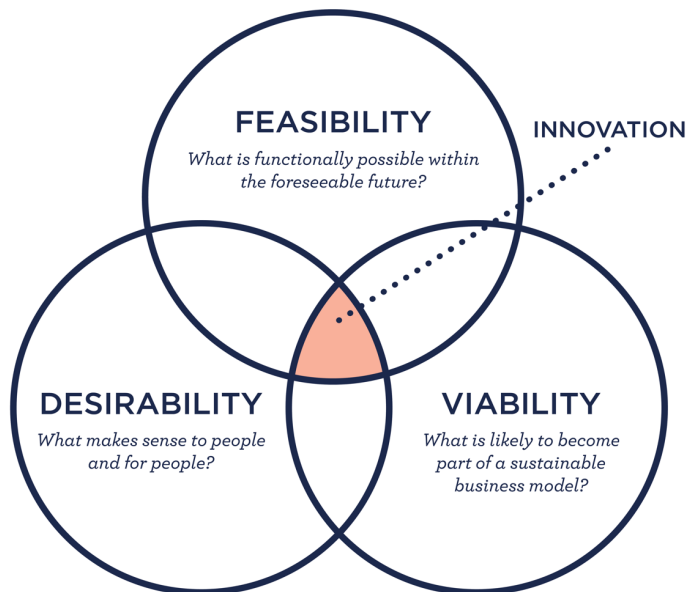 FEASIBILITY
What is functionally possible within
the foreseeable future?
INNOVATION
DESIRABILITY
What makes sense to people
and for people?
VIABILITY
What is likely to become
part of a sustainable
business model?